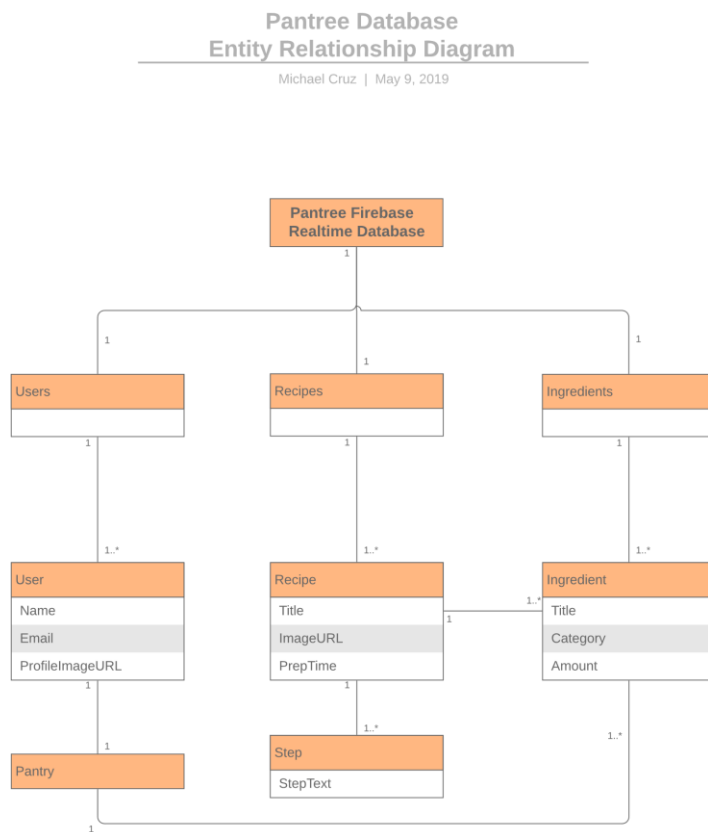 Pantree Database
Entity Relationship Diagram
Michael Cruz | May 9, 2019
Pantree Firebase
Realtime Database
1
1
1
1
Users
Recipes
Ingredients
1
1
1
1..*
1..*
1..*
User
Recipe
Ingredient
Name
Title
1
1..*
Title
Email
ImageURL
Category
ProfileImageURL
PrepTime
Amount
1
1
1
1..*
1..*
Pantry
Step
StepText
1